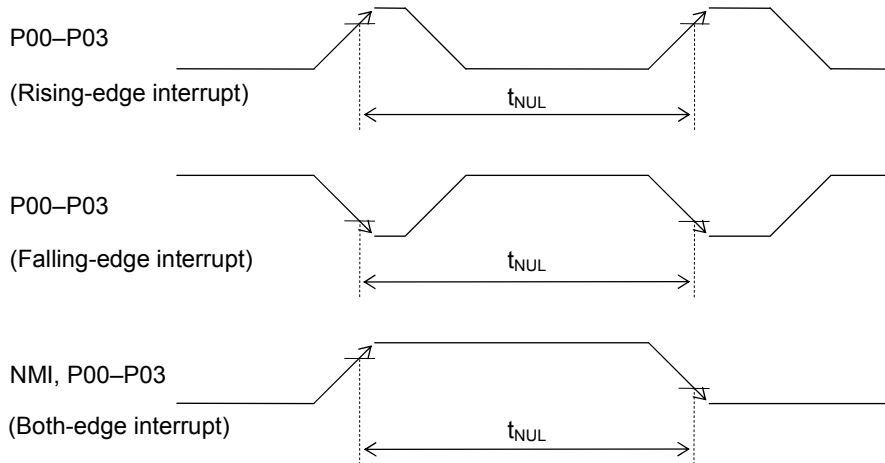 P00–P03
(Rising-edge interrupt)
tNUL
P00–P03
(Falling-edge interrupt)
tNUL
NMI, P00–P03
(Both-edge interrupt)
tNUL